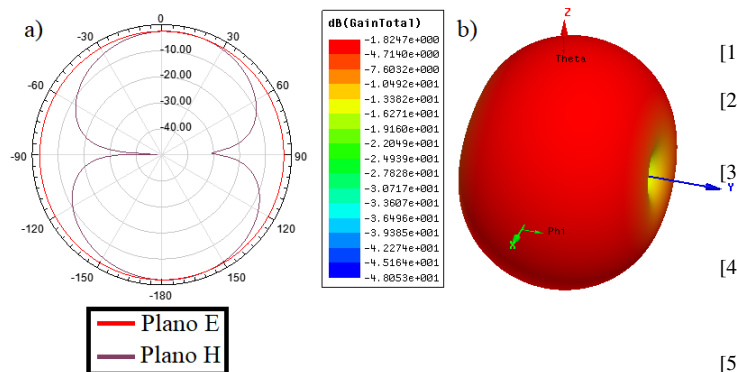 a)
0
-30
30
-10.00
-60
60
-20.00
-30.00
-40.00
-90
90
-120
120
-150
150
-180
Plano E
Plano H
dB(GainTotal)
-1.8247e+000
-4.7140e+000
-7.6032e+000
-1.0492e+001
-1.3382e+001
-1.6271e+001
-1.9160e+001
-2.2049e+001
-2.4939e+001
-2.7828e+001
-3.0717e+001
-3.3607e+001
-3.6496e+001
-3.9385e+001
-4.2274e+001
-4.5164e+001
-4.8053e+001
b)
Z
Theta
Y
Phi
X
[1
[2
[3
[4
[5